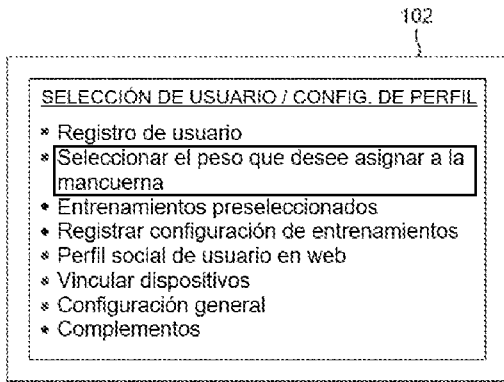 102
SELECCIÓN DE USUARIO / CONFIG. DE PERFIL
• Registro de usuario
• Seleccionar el peso que desee asignar a la
mancuerna
• Entrenamientos preseleccionados
• Registrar configuración de entrenamientos
• Perfil social de usuario en web
• Vincular dispositivos
• Configuración general
• Complementos